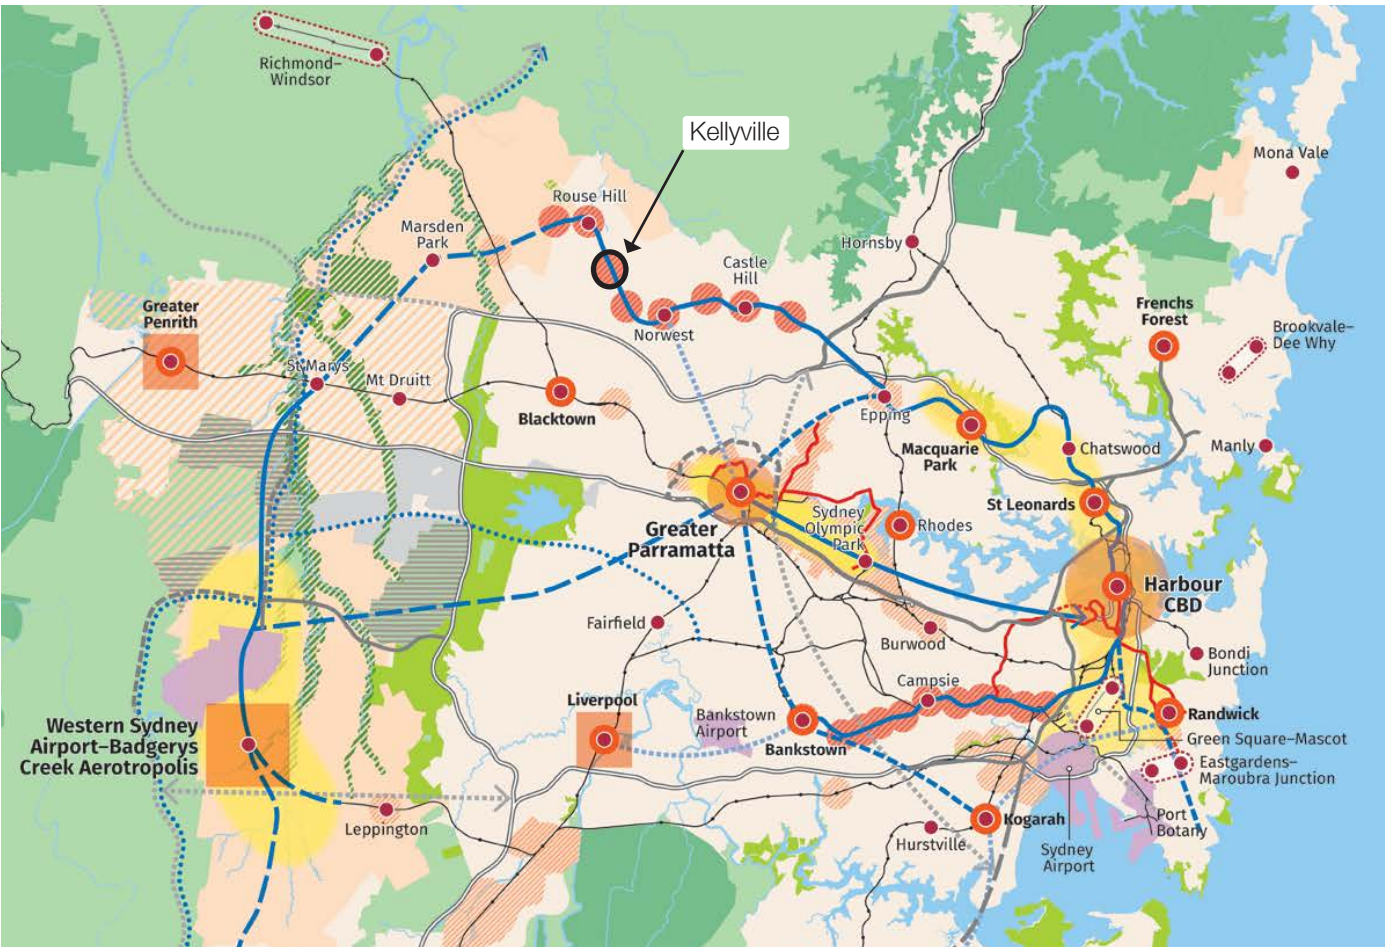 Richmond–
Windsor
Kellyville
Mona Vale
Rouse Hill
Marsden
Park
Hornsby
Castle
Hill
Greater
Penrith
Frenchs
Forest
Brookvale–
Dee Why
Norwest
St Marys
Mt Druitt
Blacktown
Epping
Macquarie
Park
Chatswood
Manly
St Leonards
Sydney
Olympic
Park
Rhodes
Greater
Parramatta
Harbour
CBD
Fairfield
Burwood
Bondi
Junction
Campsie
Liverpool
Bankstown
Airport
Bankstown
Randwick
Western Sydney
Airport–Badgerys
Creek Aerotropolis
Green Square–Mascot
Eastgardens–
Maroubra Junction
Leppington
Kogarah
Port
Botany
Hurstville
Sydney
Airport